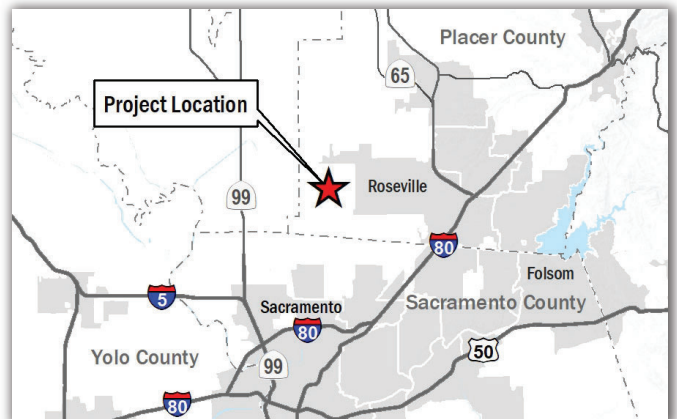 Placer County
65
Project Location
Roseville
99
80
Folsom
5
Sacramento
Sacramento County
80
50
Yolo County
99
80